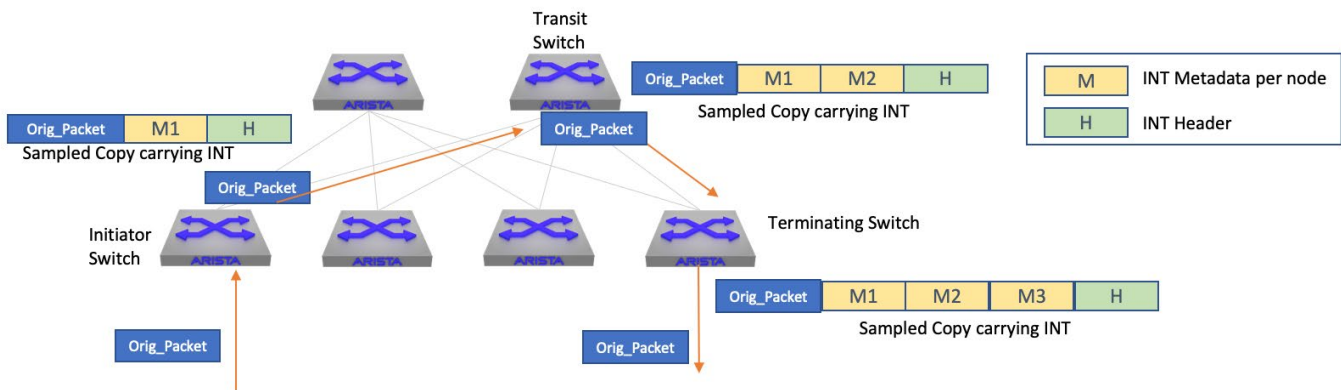 Transit
Switch
Orig_Packet M1 M2 H
Sampled Copy carrying INT
M INT Metadata per node
H INT Header
ARISTA
ARISTA
Orig_Packet
Orig_Packet M1 H
Sampled Copy carrying INT
Orig_Packet
Initiator
Switch
ARISTA
ARISTA
ARISTA
ARISTA
Terminating Switch
Orig_Packet M1 M2 M3 H
Sampled Copy carrying INT
Orig_Packet
Orig_Packet